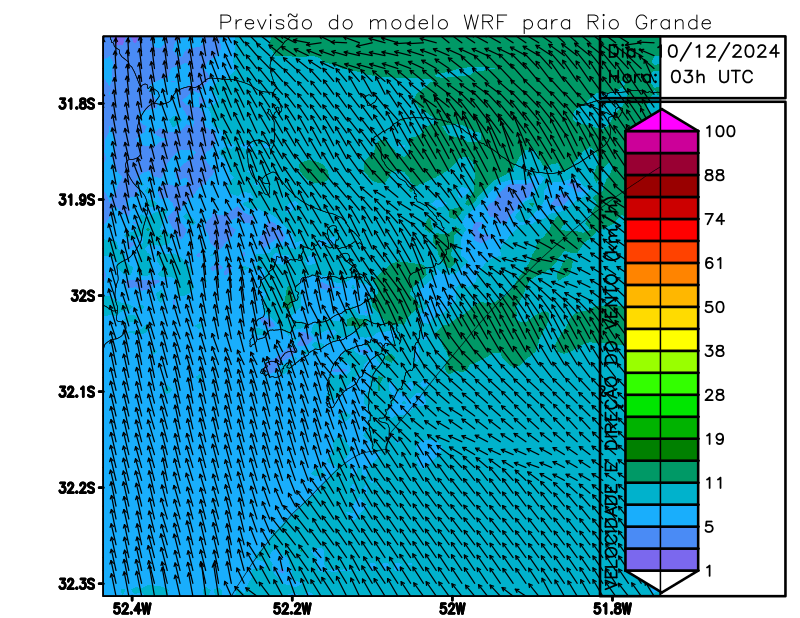 Previsão do modelo WRF para Rio Grande
Dia: 10/12/2024
Hora: 03h UTC
31.8S
31.9S
32S
32.1S
32.2S
32.3S
52.4W
52.2W
52W
51.8W
VELOCIDADE E DIREÇÃO DO VENTO (km/h)
100
88
74
61
50
38
28
19
11
5
1